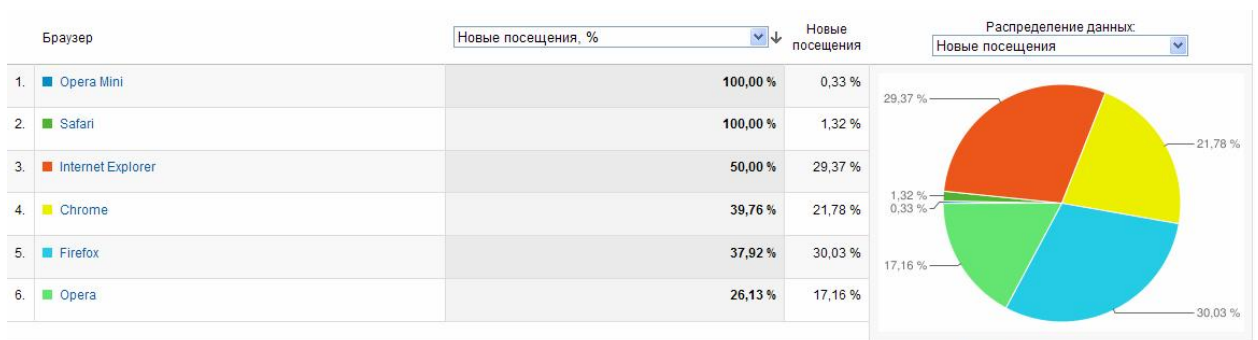 Браузер Новые посещения, % Новые посещения Распределение данных:
Новые посещения
1. Opera Mini 100,00 % 0,33 %
2. Safari 100,00 % 1,32 %
3. Internet Explorer 50,00 % 29,37 %
4. Chrome 39,76 % 21,78 %
5. Firefox 37,92 % 30,03 %
6. Opera 26,13 % 17,16 %
29,37 %
21,78 %
1,32 %
0,33 %
17,16 %
30,03 %